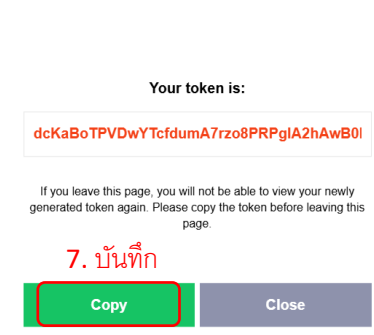 Your token is:
dcKaBoTPVDwYTcfdumA7rzo8PRPglA2hAwB0l
If you leave this page, you will not be able to view your newly
generated token again. Please copy the token before leaving this
page.
7. บันทึก
Copy
Close